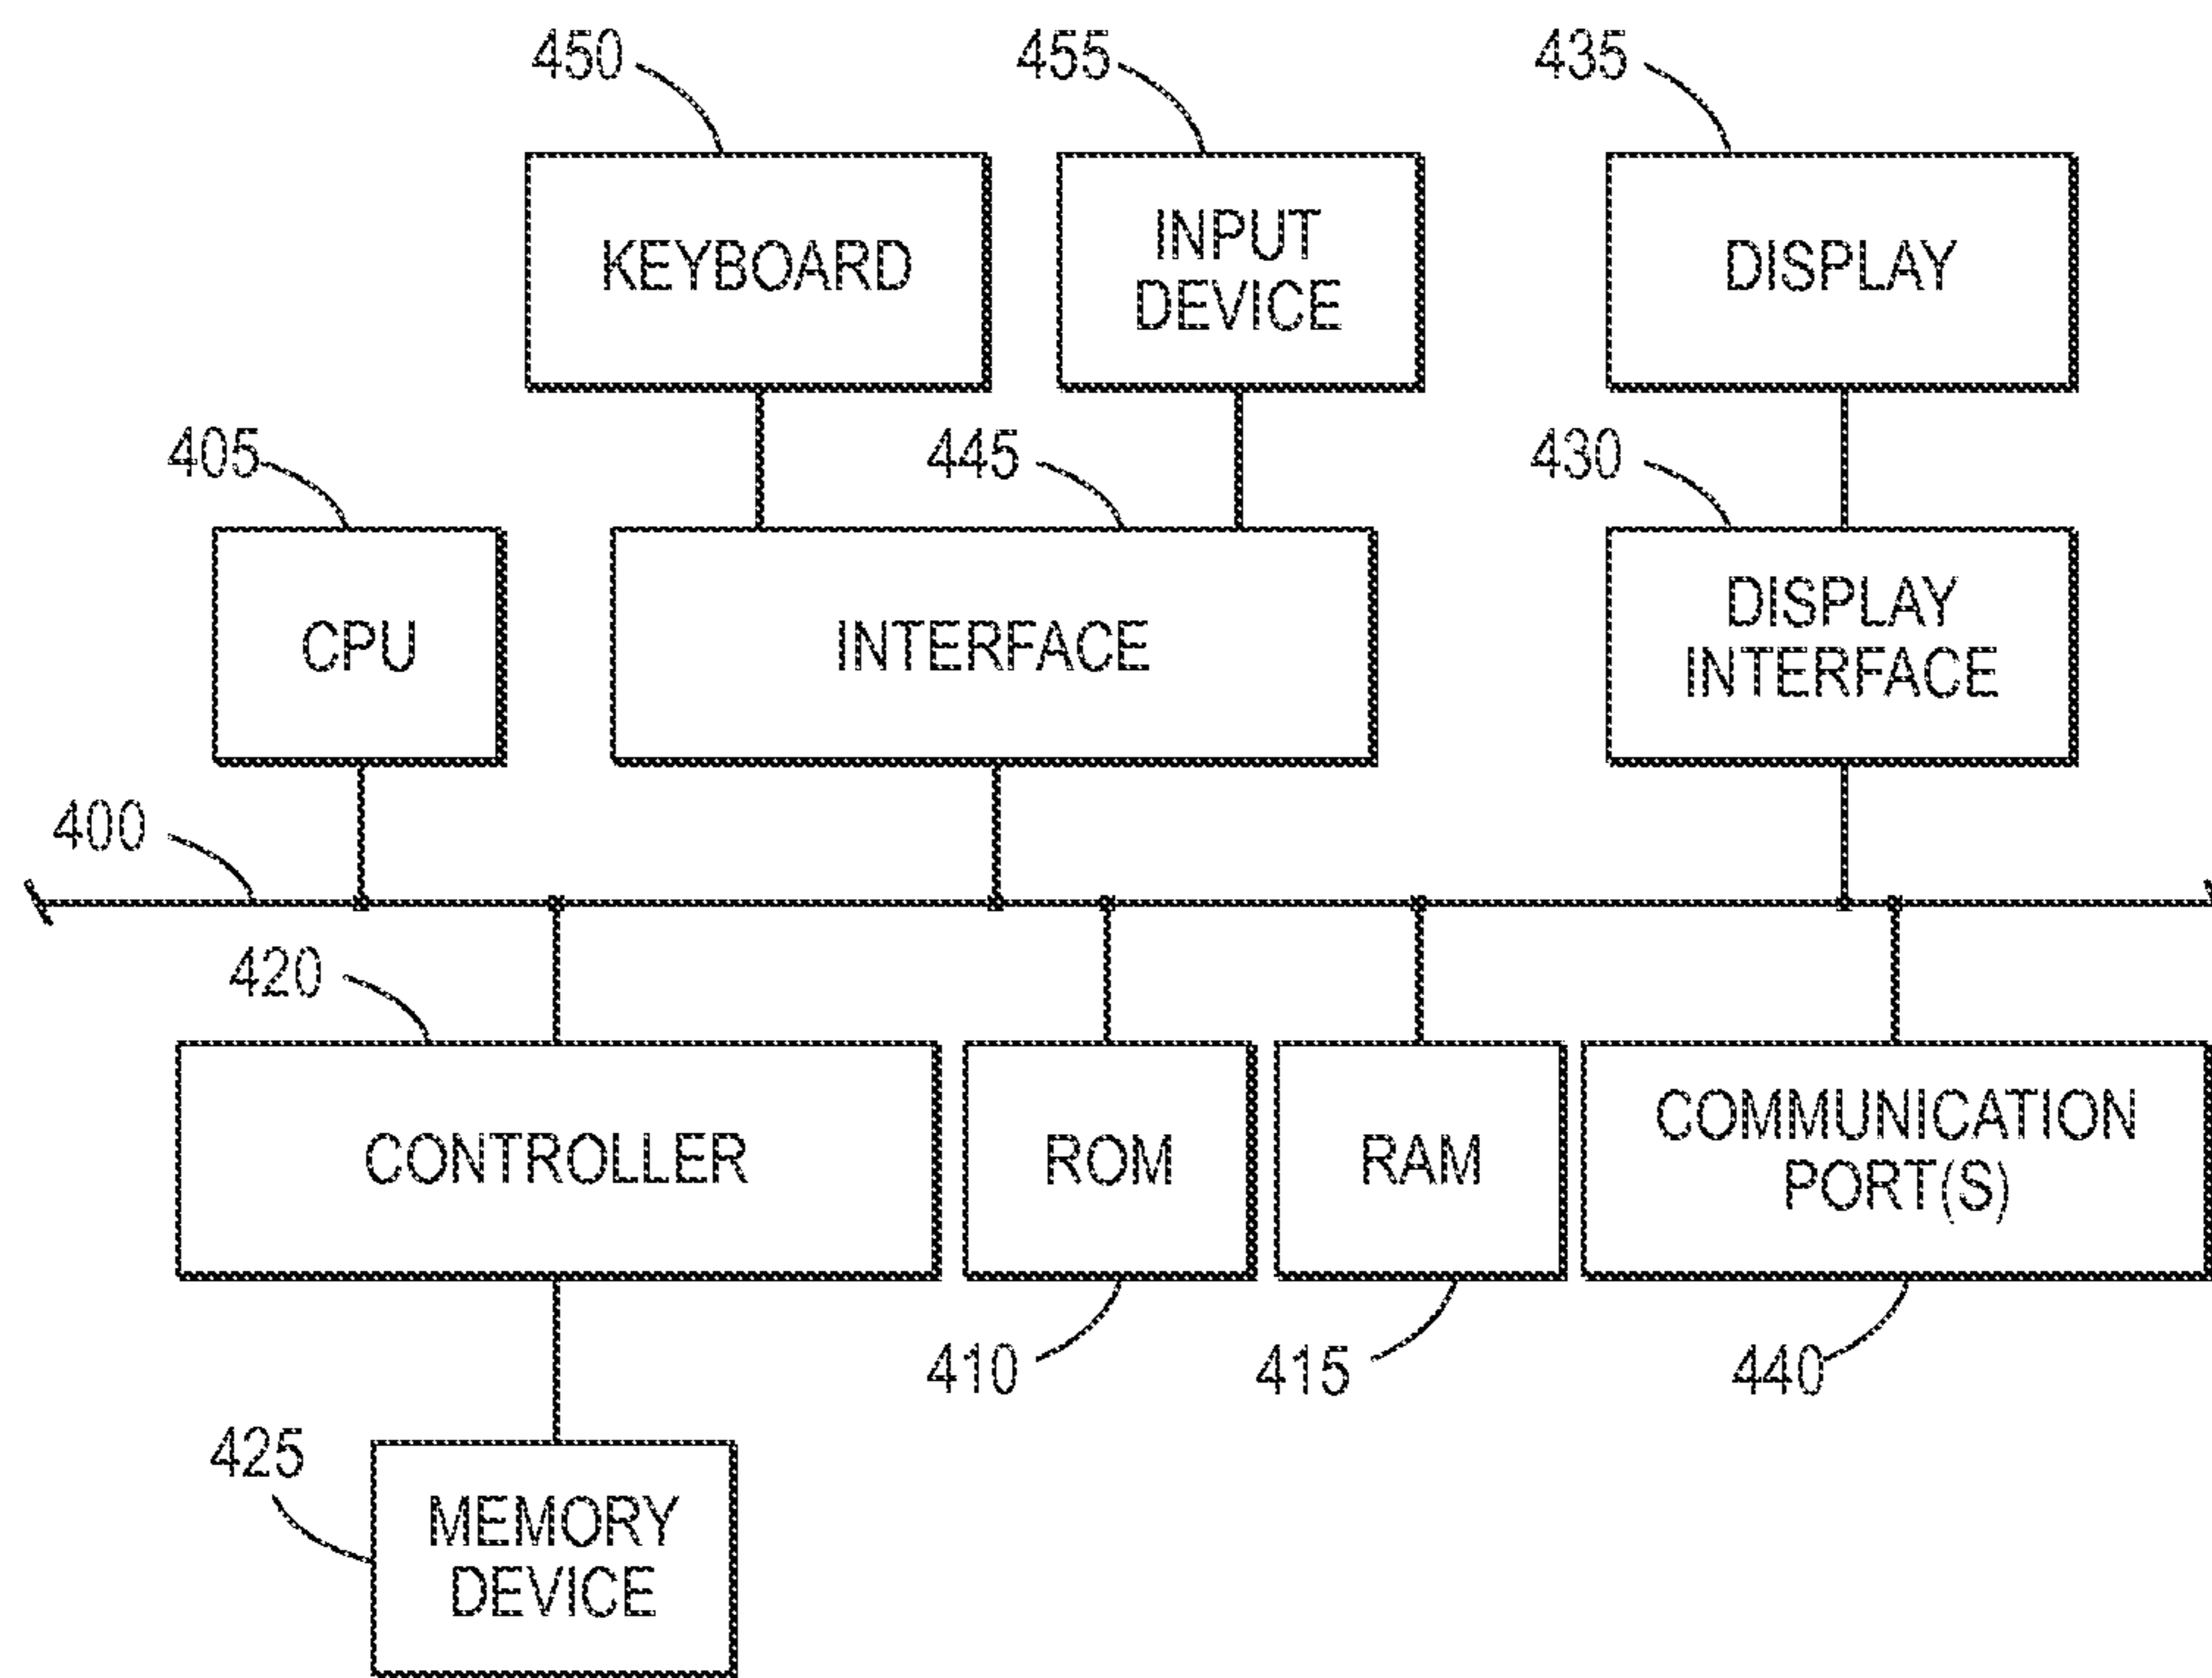 450
455
435
KEYBOARD
INPUT
DEVICE
DISPLAY
405
445
430
CPU
INTERFACE
DISPLAY
INTERFACE
400
420
CONTROLLER
ROM
RAM
COMMUNICATION
PORT(S)
410
415
440
425
MEMORY
DEVICE